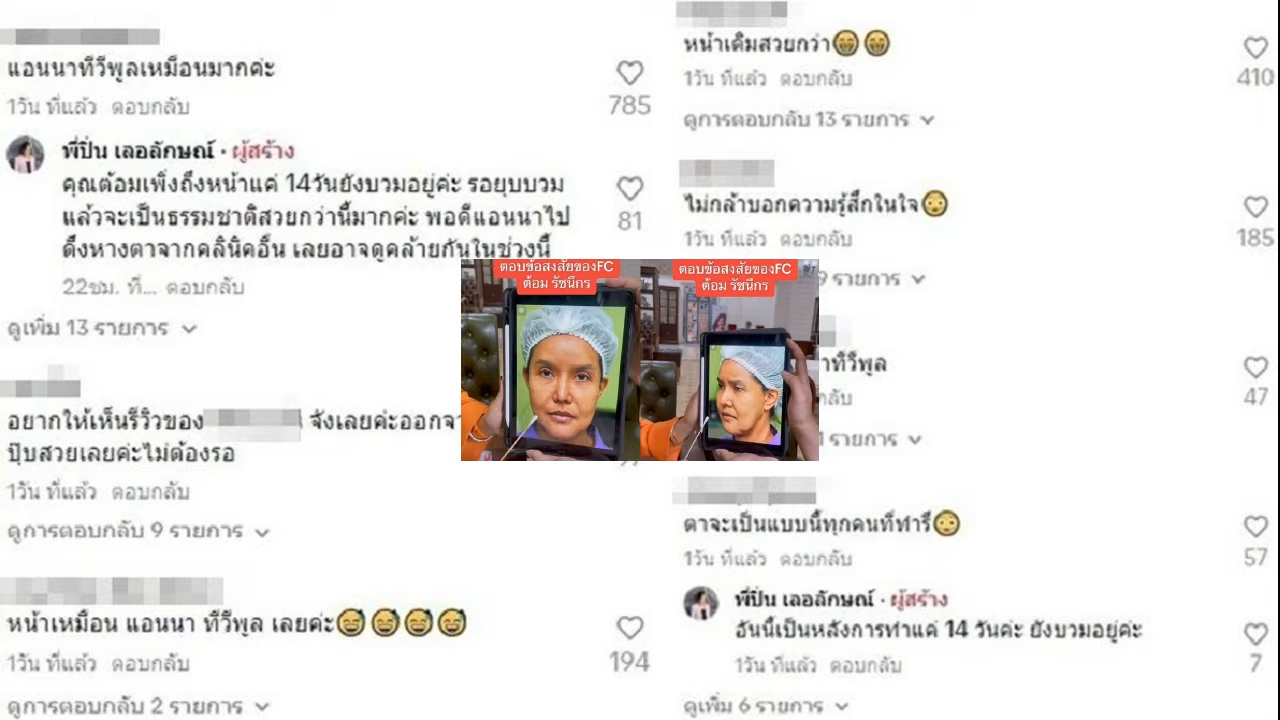 แอนนาทีวีพูลเหมือนมากค่ะ
1วัน ที่แล้ว ตอบกลับ
785
พี่ปิ่น เลอลักษณ์ · ผู้สร้าง
คุณต้อมเพิ่งถึงหน้าแค่ 14วันยังบวมอยู่ค่ะ รอยุบบวม
แล้วจะเป็นธรรมชาติสวยกว่านี้มากค่ะ พอดีแอนนาไป
ดึงหางตาจากคลินิคอื่น เลยอาจดูคล้ายกันในช่วงนี้
81
22ชม. ที่... ตอบกลับ
ดูเพิ่ม 13 รายการ
อยากให้เห็นรีวิวของ จังเลยค่ะออกจา
ปุ๊บสวยเลยค่ะไม่ต้องรอ
1วัน ที่แล้ว ตอบกลับ
ดูการตอบกลับ 9 รายการ
หน้าเหมือน แอนนา ทีวีพูล เลยค่ะ😅😅😅😅
1วัน ที่แล้ว ตอบกลับ
194
ดูการตอบกลับ 2 รายการ
ตอบข้อสงสัยของFC
ต้อม รัชนีกร
ตอบข้อสงสัยของFC
ต้อม รัชนีกร
หน้าเดิมสวยกว่า😁😁
1วัน ที่แล้ว ตอบกลับ
410
ดูการตอบกลับ 13 รายการ
ไม่กล้าบอกความรู้สึกในใจ😳
1วัน ที่แล้ว ตอบกลับ
185
9 รายการ
าทีวีพูล
ลับ
47
1 รายการ
ตาจะเป็นแบบนี้ทุกคนที่ทำรึ😳
1วัน ที่แล้ว ตอบกลับ
57
พี่ปิ่น เลอลักษณ์ · ผู้สร้าง
อันนี้เป็นหลังการทำแค่ 14 วันค่ะ ยังบวมอยู่ค่ะ
1วัน ที่แล้ว ตอบกลับ
7
ดูเพิ่ม 6 รายการ